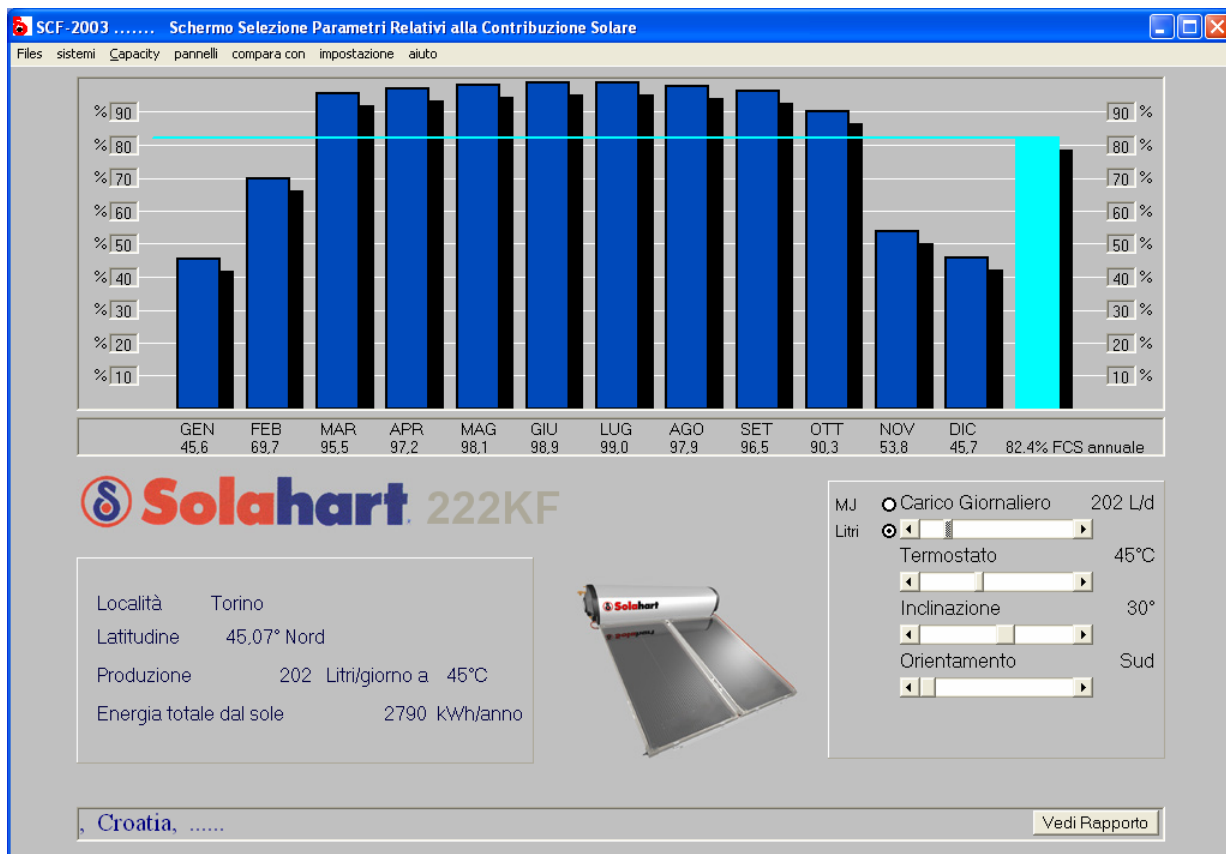 SCF-2003 ....... Schermo Selezione Parametri Relativi alla Contribuzione Solare
Files sistemi Capacity pannelli compara con impostazione aiuto
% 90 90 %
% 80 80 %
% 70 70 %
% 60 60 %
% 50 50 %
% 40 40 %
% 30 30 %
% 20 20 %
% 10 10 %
GEN FEB MAR APR MAG GIU LUG AGO SET OTT NOV DIC
45,6 69,7 95,5 97,2 98,1 98,9 99,0 97,9 96,5 90,3 53,8 45,7 82.4% FCS annuale
Solahart 222KF
MJ Carico Giornaliero 202 L/d
Litri
Termostato 45°C
Inclinazione 30°
Orientamento Sud
Località Torino
Latitudine 45,07° Nord
Produzione 202 Litri/giorno a 45°C
Energia totale dal sole 2790 kWh/anno
Solahart
Solahart
, Croatia, ......
Vedi Rapporto